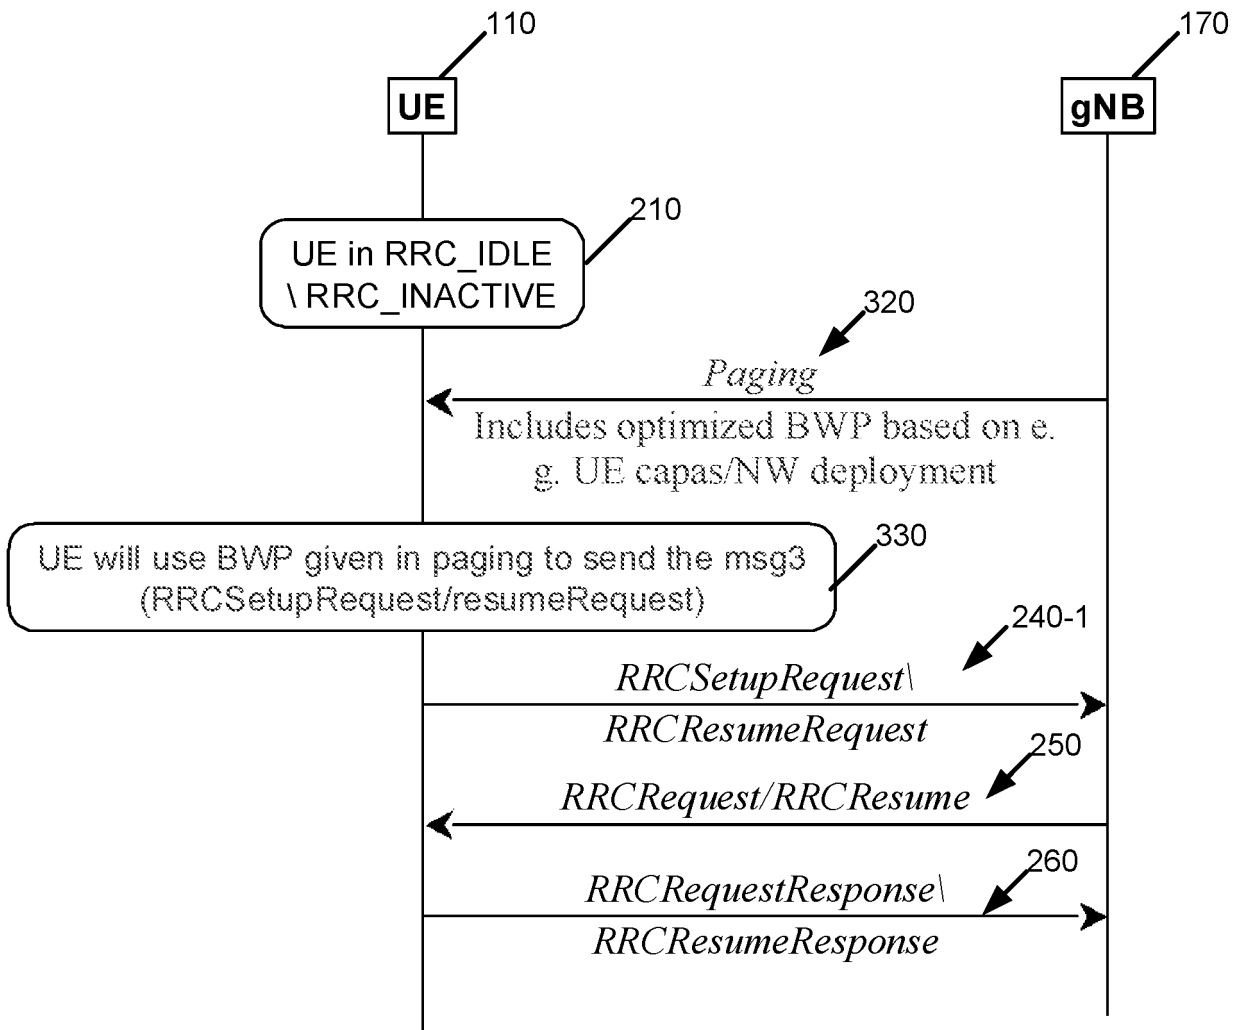 110
170
UE
gNB
210
UE in RRC_IDLE
\ RRC_INACTIVE
320
Paging
Includes optimized BWP based on e.
g. UE capas/NW deployment
330
UE will use BWP given in paging to send the msg3
(RRCSetupRequest/resumeRequest)
240-1
RRCSetupRequest\
RRCResumeRequest
250
RRCRequest/RRCResume
260
RRCRequestResponse\
RRCResumeResponse